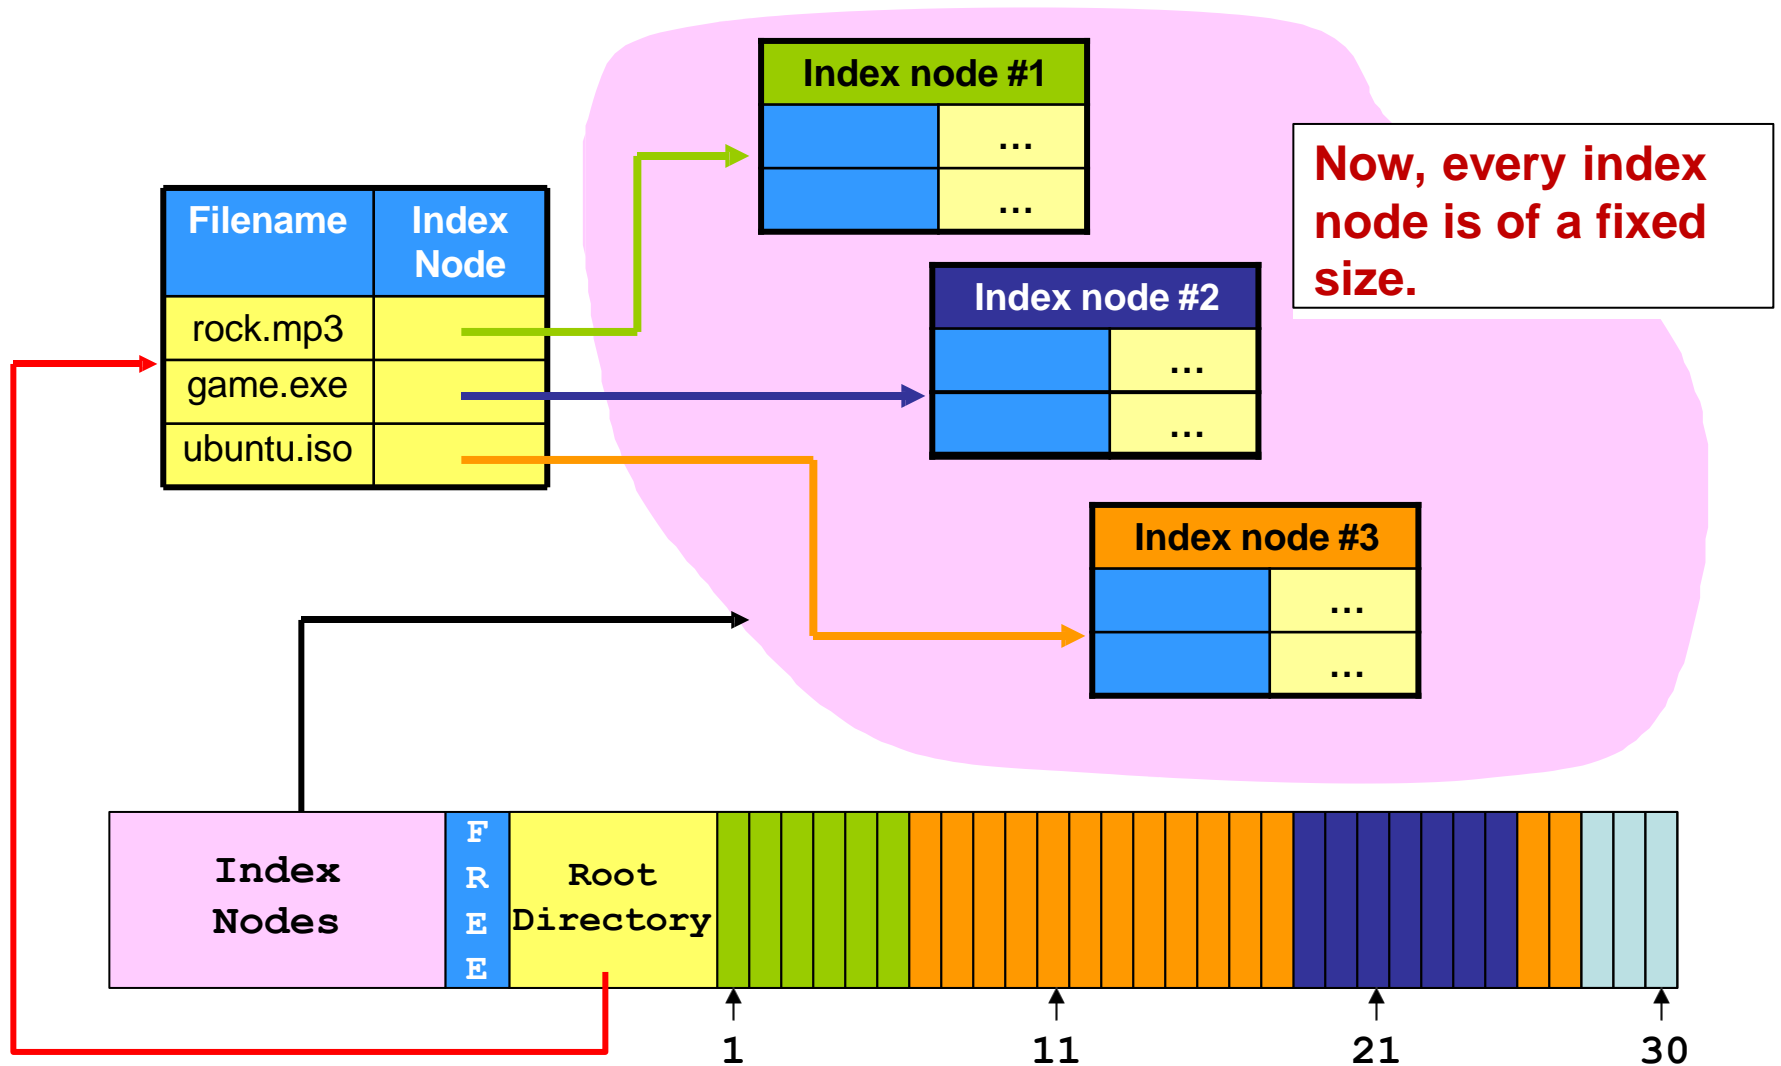 Index node #1
...
...
Now, every index
node is of a fixed
size.
Filename
Index
Node
rock.mp3
game.exe
ubuntu.iso
Index node #2
...
...
Index node #3
...
...
Index
Nodes
F
R
E
E
Root
Directory
1
11
21
30